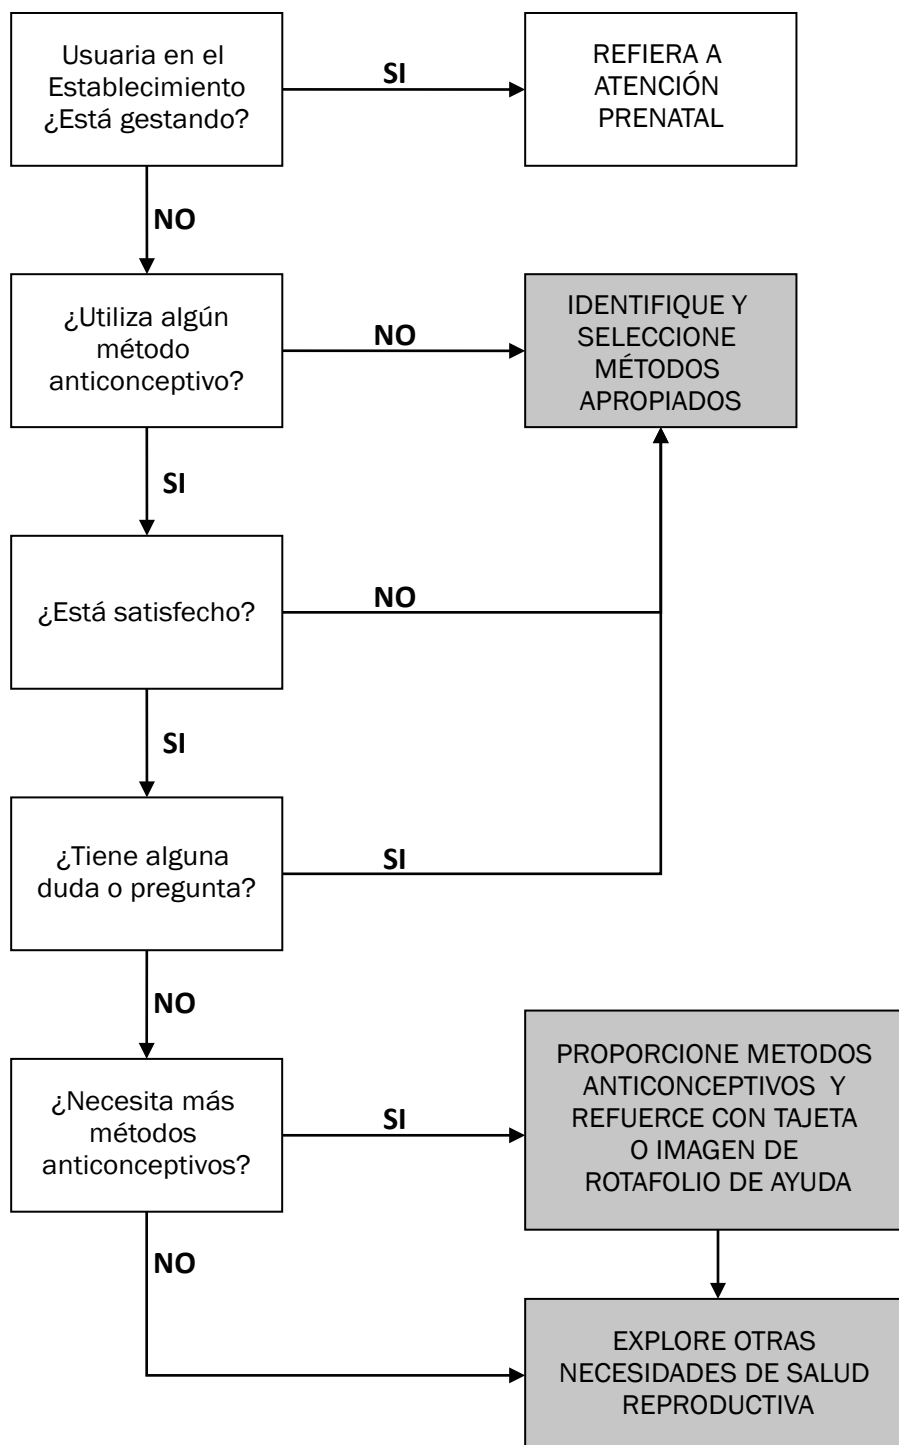 Usuaria en el
Establecimiento
¿Está gestando?
SI
REFIERA A
ATENCIÓN
PRENATAL
NO
¿Utiliza algún
método
anticonceptivo?
NO
IDENTIFIQUE Y
SELECCIONE
MÉTODOS
APROPIADOS
SI
¿Está satisfecho?
NO
SI
¿Tiene alguna
duda o pregunta?
SI
NO
¿Necesita más
métodos
anticonceptivos?
SI
PROPORCIONE METODOS
ANTICONCEPTIVOS Y
REFUERCE CON TAJETA
O IMAGEN DE
ROTAFOLIO DE AYUDA
NO
EXPLORE OTRAS
NECESIDADES DE SALUD
REPRODUCTIVA